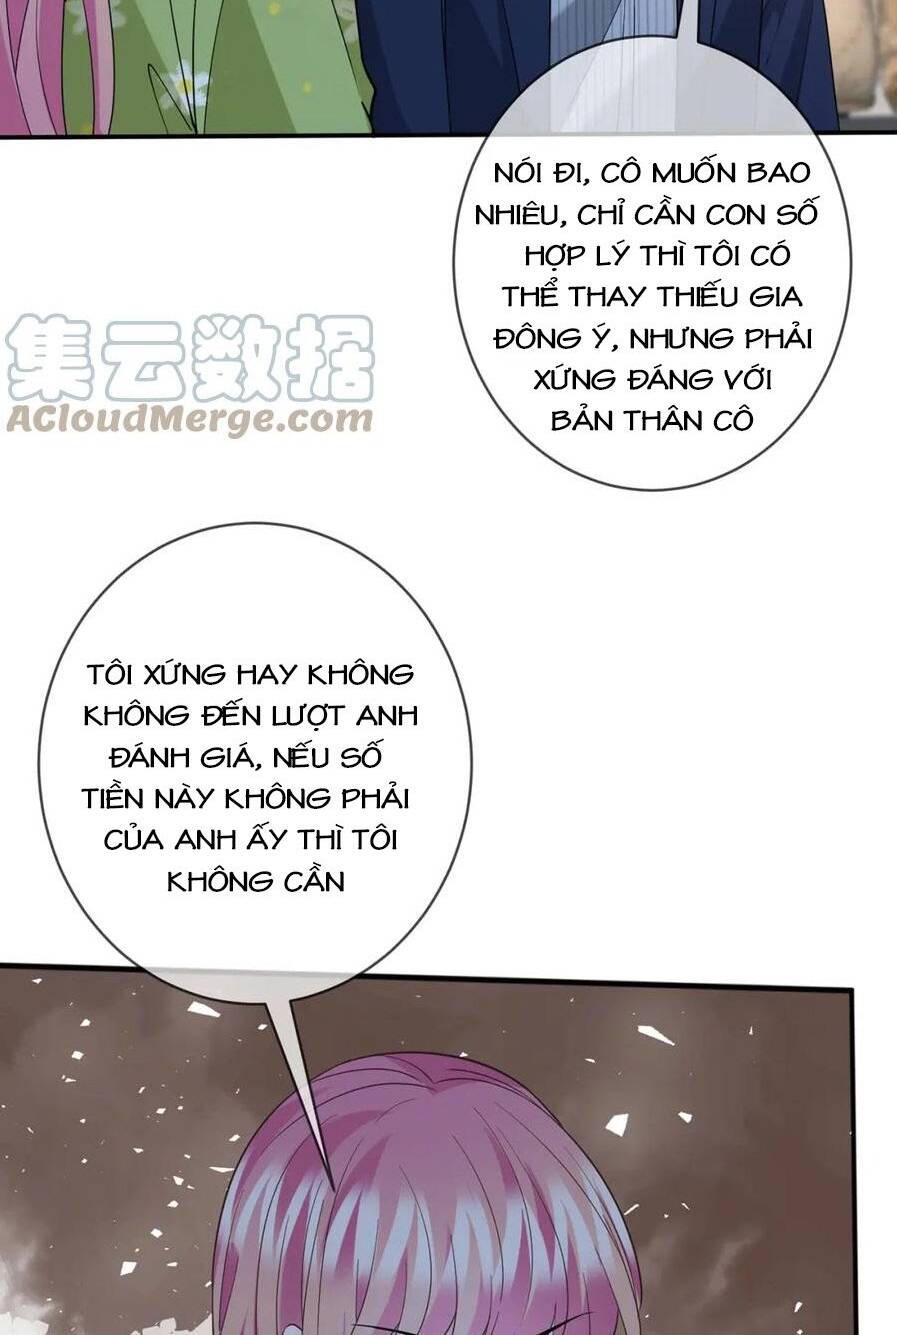 NÓI ĐI, CÔ MUỐN BAO
NHIÊU, CHỈ CẦN CON SỐ
HỢP LÝ THÌ TÔI CÓ
THỂ THAY THIẾU GIA
ĐÔNG Ý, NHƯNG PHẢI
XỨNG ĐÁNG VỚI
BẢN THÂN CÔ
集云数据
ACloudMerge.com
TÔI XỨNG HAY KHÔNG
KHÔNG ĐẾN LƯỢT ANH
ĐÁNH GIÁ, NẾU SỐ
TIỀN NÀY KHÔNG PHẢI
CỦA ANH ẤY THÌ TÔI
KHÔNG CẦN